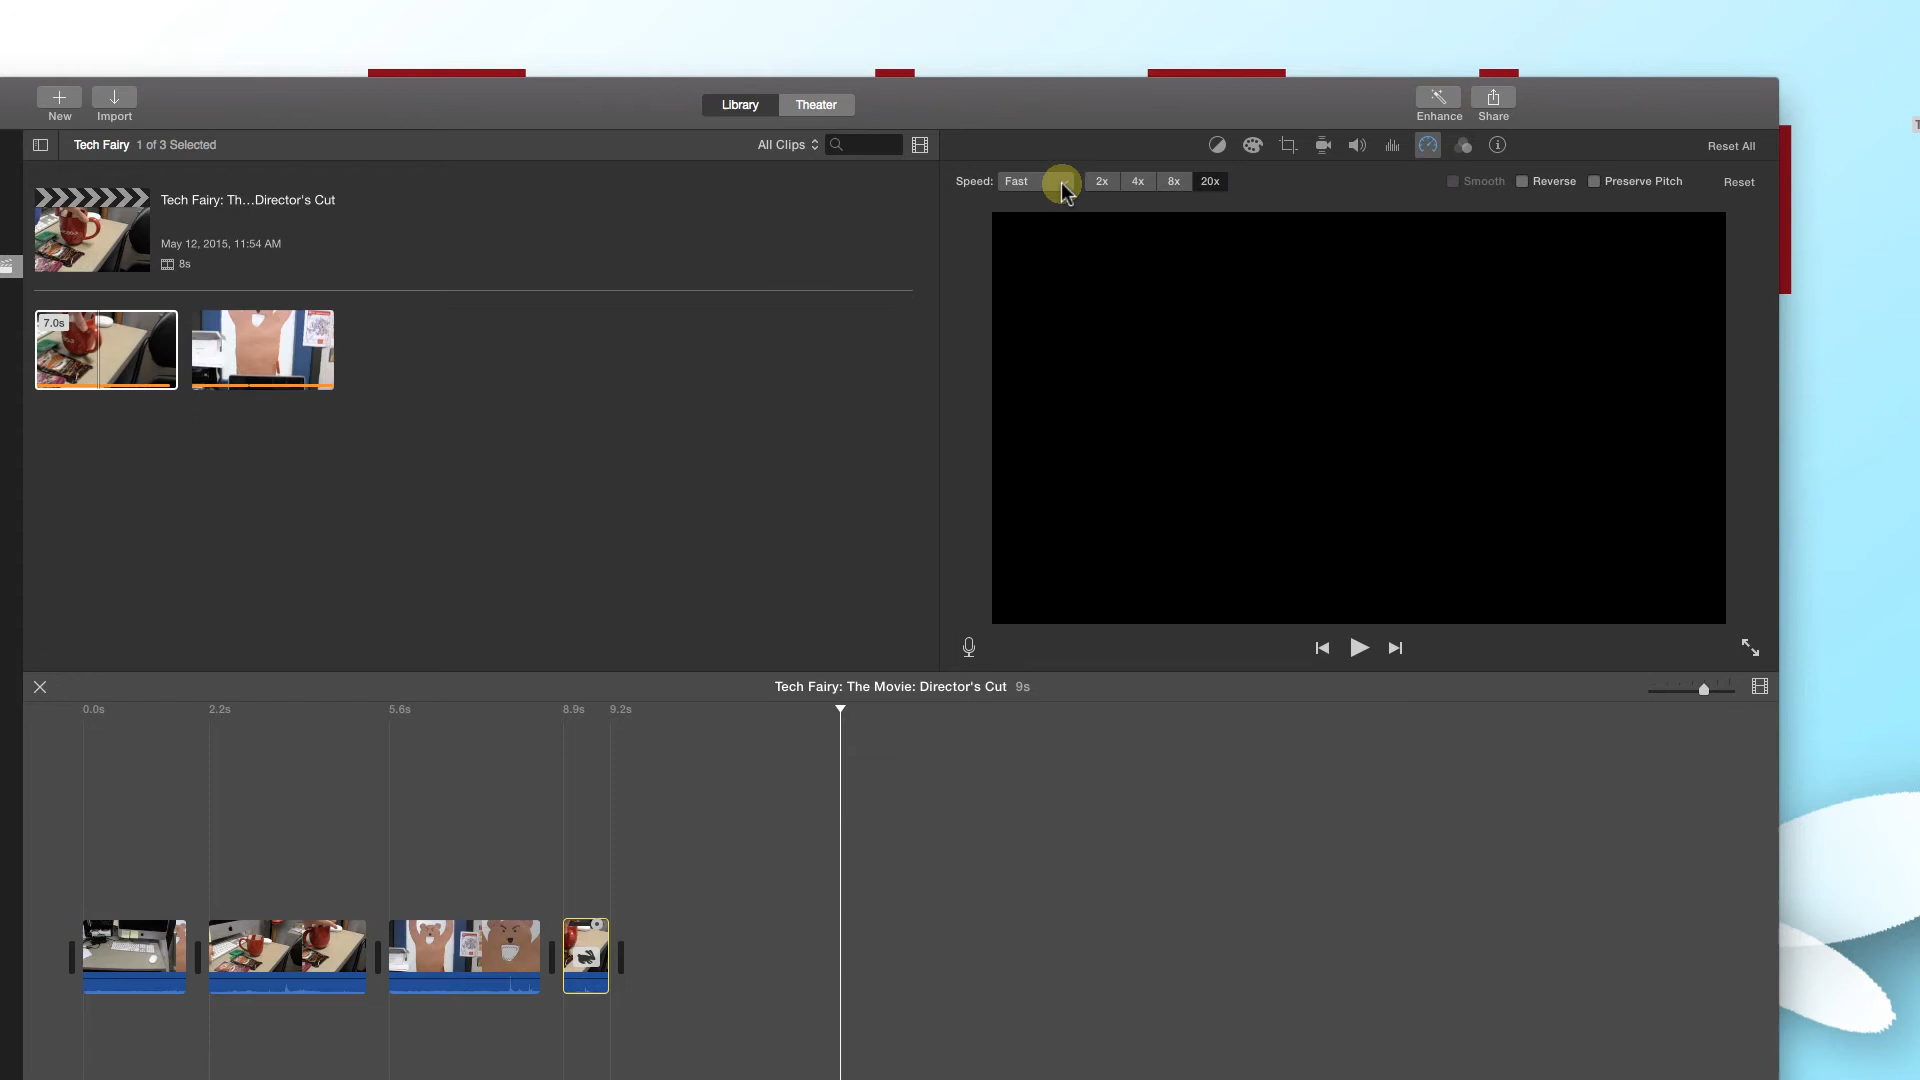 New
Import
Library
Theater
Enhance
Share
Tech Fairy 1 of 3 Selected
All Clips
Reset All
Speed: Fast 2x 4x 8x 20x
Smooth Reverse Preserve Pitch Reset
Tech Fairy: Th...Director's Cut
May 12, 2015, 11:54 AM
8s
7.0s
Tech Fairy: The Movie: Director's Cut 9s
0.0s 2.2s 5.6s 8.9s 9.2s